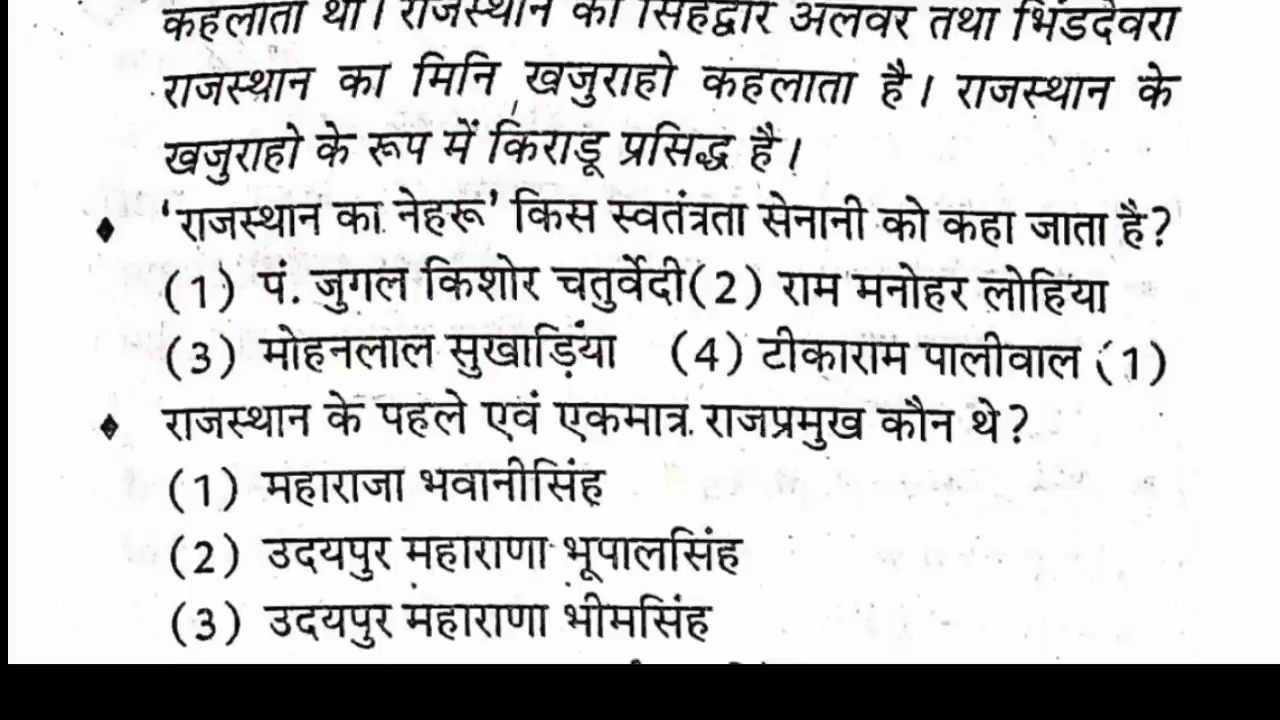 कहलाता था। राजस्थान का सिंहद्वार अलवर तथा भिंडदेवरा
राजस्थान का मिनि खजुराहो कहलाता है। राजस्थान के
खजुराहो के रूप में किराडू प्रसिद्ध है।
♦ ‘राजस्थान का नेहरू’ किस स्वतंत्रता सेनानी को कहा जाता है?
(1) पं. जुगल किशोर चतुर्वेदी(2) राम मनोहर लोहिया
(3) मोहनलाल सुखाड़िया (4) टीकाराम पालीवाल (1)
♦ राजस्थान के पहले एवं एकमात्र राजप्रमुख कौन थे?
(1) महाराजा भवानीसिंह
(2) उदयपुर महाराणा भूपालसिंह
(3) उदयपुर महाराणा भीमसिंह